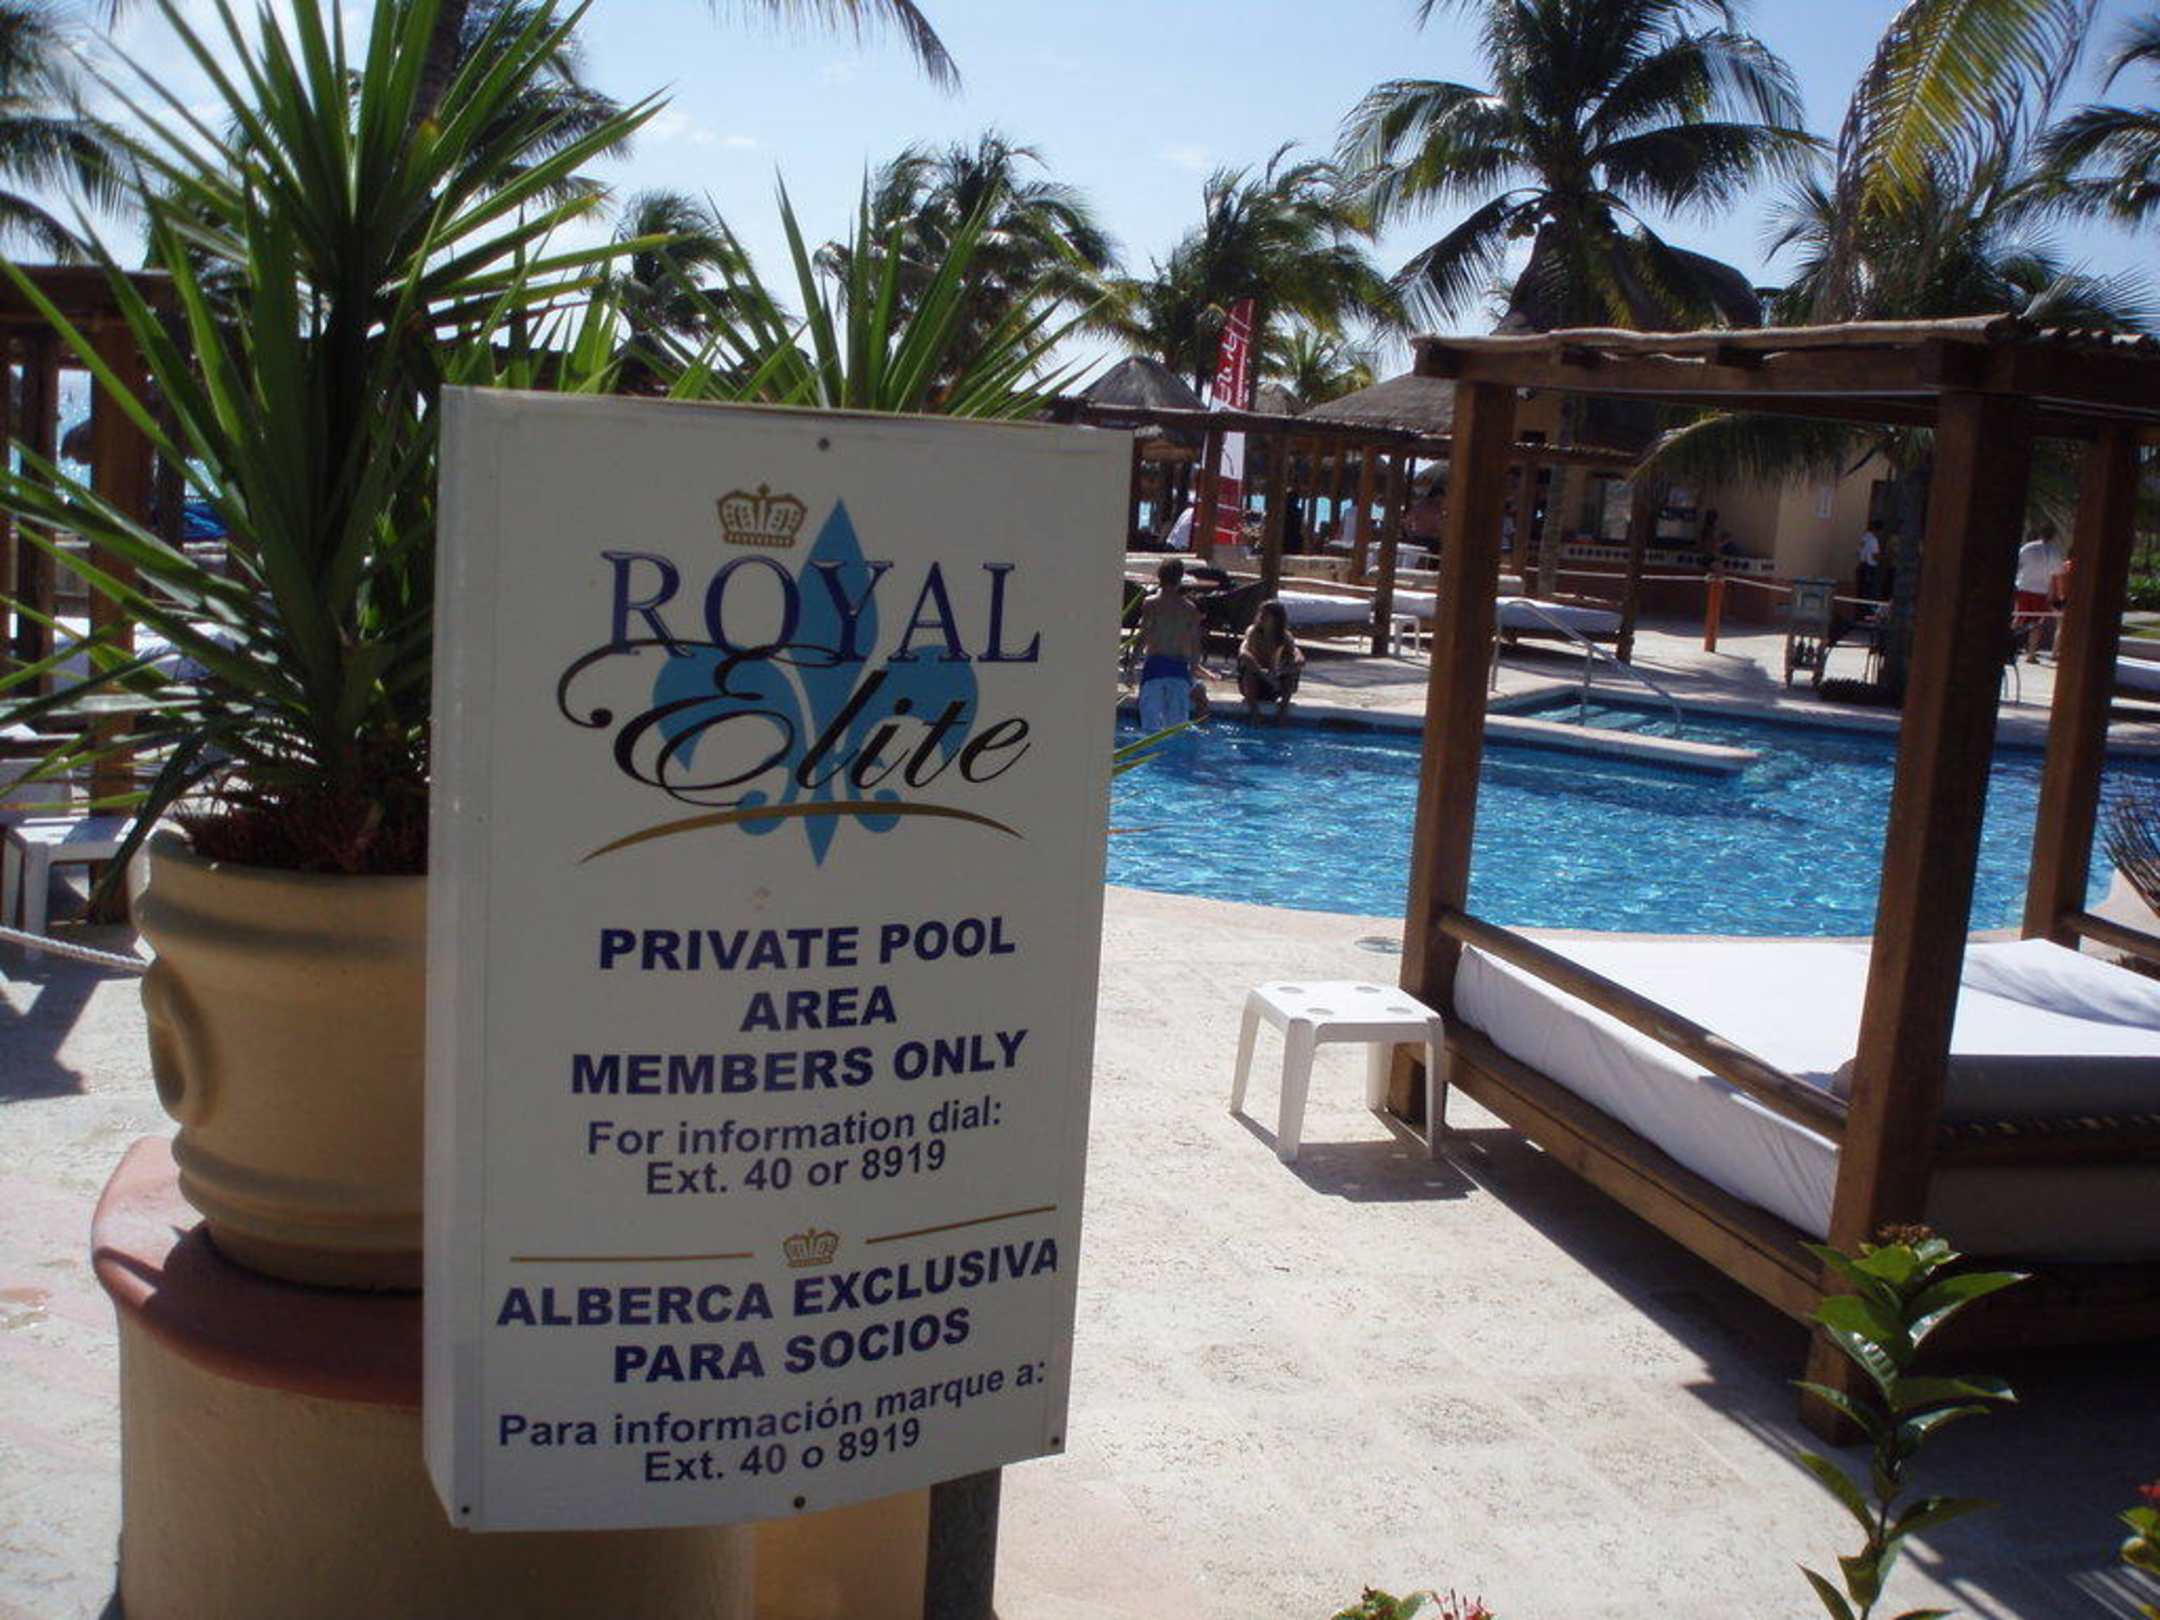 ROYAL
Elite
PRIVATE POOL
AREA
MEMBERS ONLY
For information dial:
Ext. 40 or 8919
ALBERCA EXCLUSIVA
PARA SOCIOS
Para información marque a:
Ext. 40 o 8919